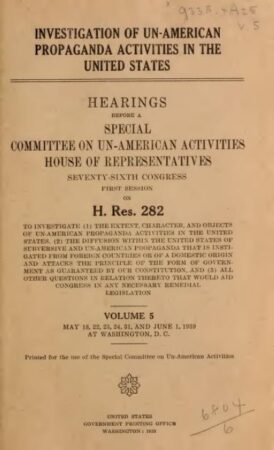 9335.4A25
v.5
INVESTIGATION OF UN-AMERICAN
PROPAGANDA ACTIVITIES IN THE
UNITED STATES
HEARINGS
BEFORE A
SPECIAL
COMMITTEE ON UN-AMERICAN ACTIVITIES
HOUSE OF REPRESENTATIVES
SEVENTY-SIXTH CONGRESS
FIRST SESSION
ON
H. Res. 282
TO INVESTIGATE (1) THE EXTENT, CHARACTER, AND OBJECTS
OF UN-AMERICAN PROPAGANDA ACTIVITIES IN THE UNITED
STATES, (2) THE DIFFUSION WITHIN THE UNITED STATES OF
SUBVERSIVE AND UN-AMERICAN PROPAGANDA THAT IS INSTI-
GATED FROM FOREIGN COUNTRIES OR OF A DOMESTIC ORIGIN
AND ATTACKS THE PRINCIPLE OF THE FORM OF GOVERN-
MENT AS GUARANTEED BY OUR CONSTITUTION, AND (3) ALL
OTHER QUESTIONS IN RELATION THERETO THAT WOULD AID
CONGRESS IN ANY NECESSARY REMEDIAL
LEGISLATION
VOLUME 5
MAY 18, 22, 23, 24, 31, AND JUNE 1, 1939
AT WASHINGTON, D. C.
Printed for the use of the Special Committee on Un-American Activities
UNITED STATES
GOVERNMENT PRINTING OFFICE
WASHINGTON : 1939
6804
6